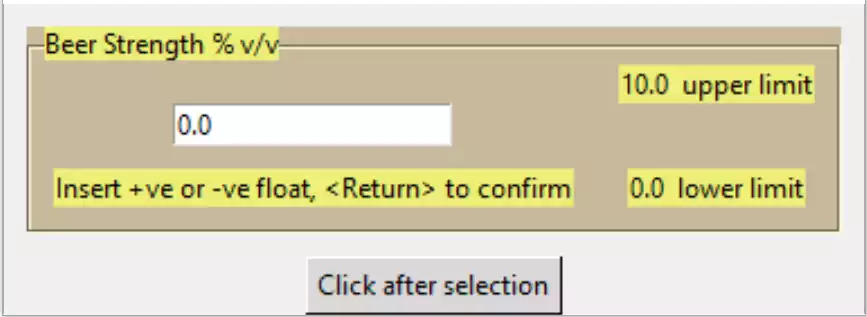 Beer Strength % v/v
10.0 upper limit
0.0
Insert +ve or -ve float, <Return> to confirm
0.0 lower limit
Click after selection